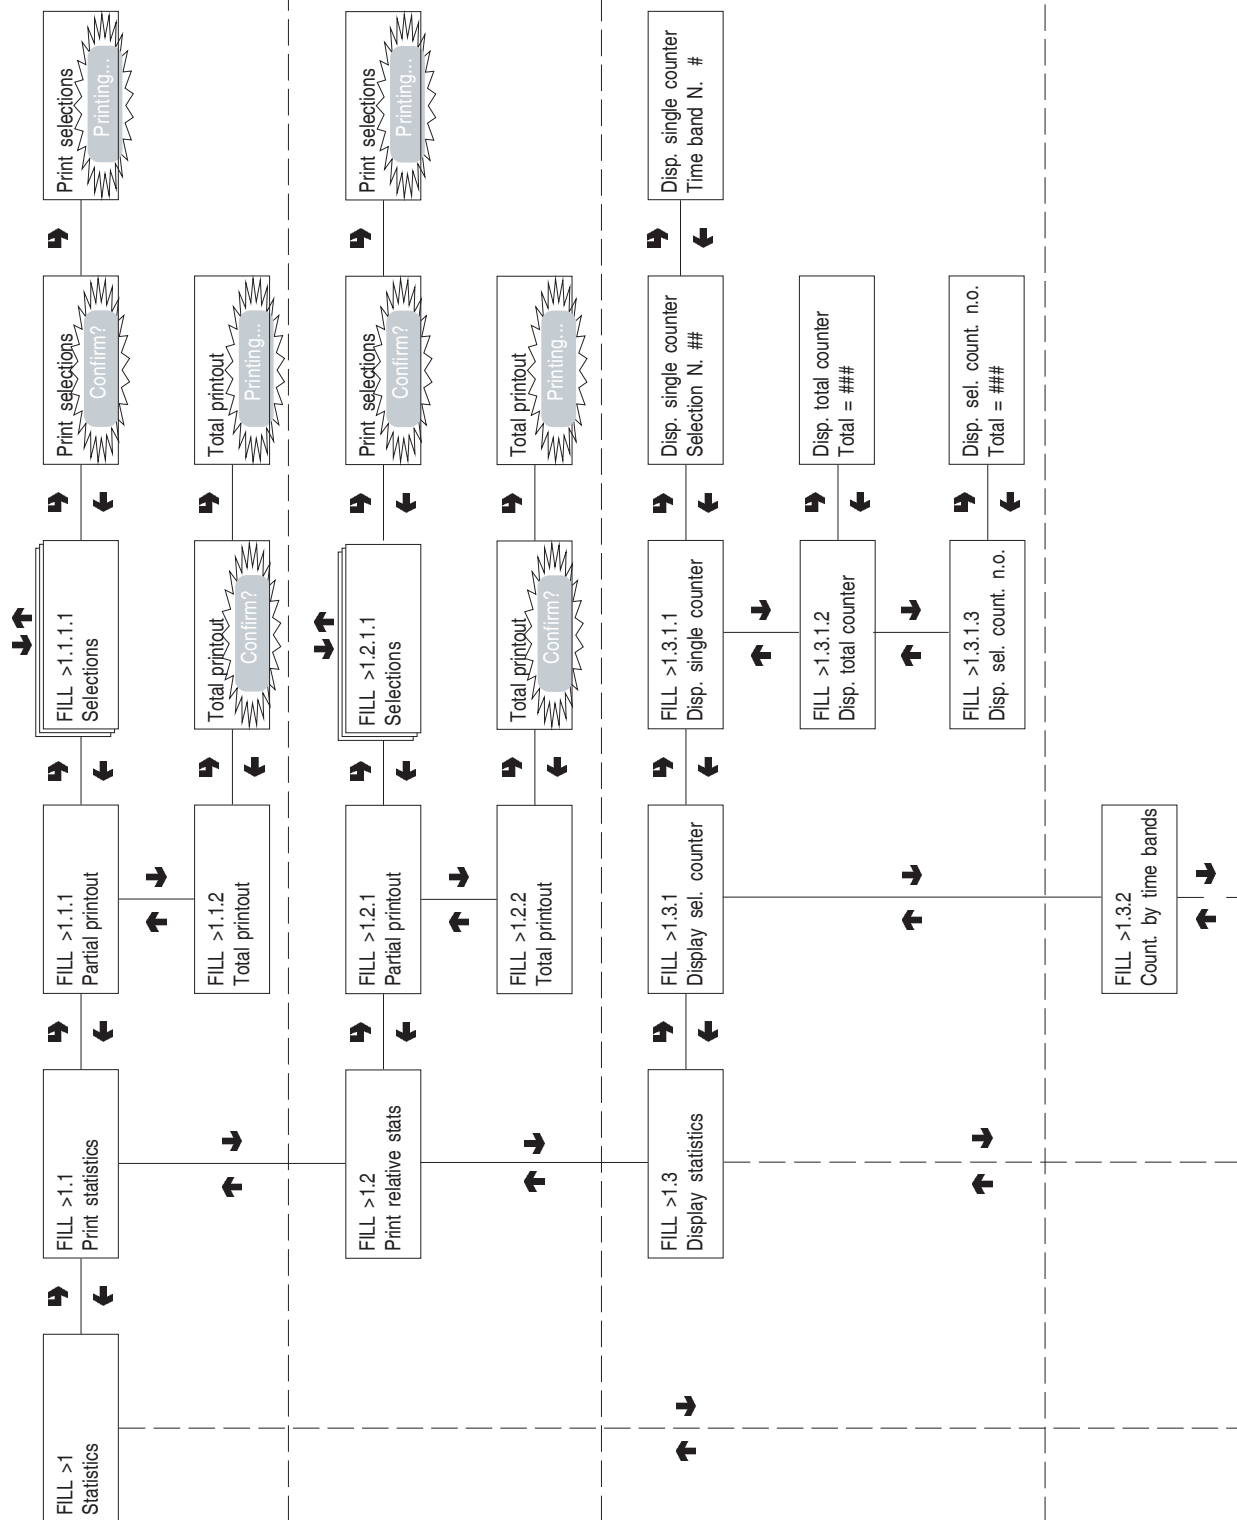 FILL >1
Statistics
FILL >1.1
Print statistics
FILL >1.1.1
Partial printout
FILL >1.1.1.1
Selections
Print selections
Confirm?
Print selections
Printing...
FILL >1.1.2
Total printout
Total printout
Confirm?
Total printout
Printing...
FILL >1.2
Print relative stats
FILL >1.2.1
Partial printout
FILL >1.2.1.1
Selections
Print selections
Confirm?
Print selections
Printing...
FILL >1.2.2
Total printout
Total printout
Confirm?
Total printout
Printing...
FILL >1.3
Display statistics
FILL >1.3.1
Display sel. counter
FILL >1.3.1.1
Disp. single counter
Disp. single counter
Selection N. ##
Disp. single counter
Time band N. #
FILL >1.3.1.2
Disp. total counter
Disp. total counter
Total = ###
FILL >1.3.1.3
Disp. sel. count. n.o.
Disp. sel. count. n.o.
Total = ###
FILL >1.3.2
Count. by time bands